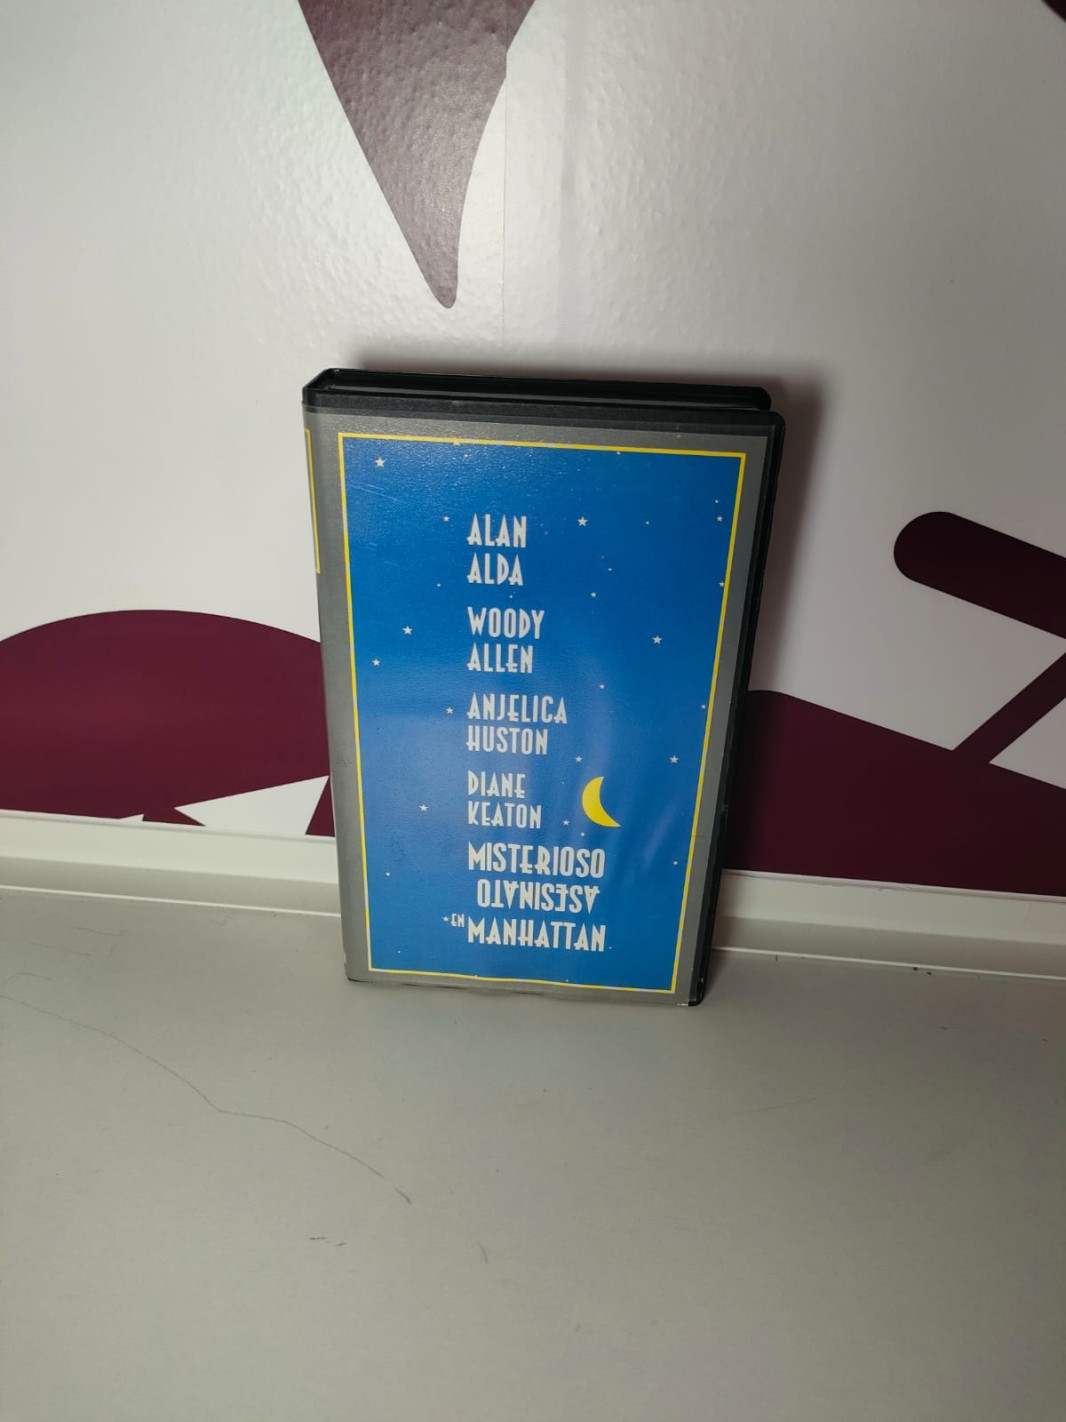 ALAN
ALDA
WOODY
ALLEN
ANJELICA
HUSTON
DIANE
KEATON
MISTERIOSO
ASESINATO
EN MANHATTAN